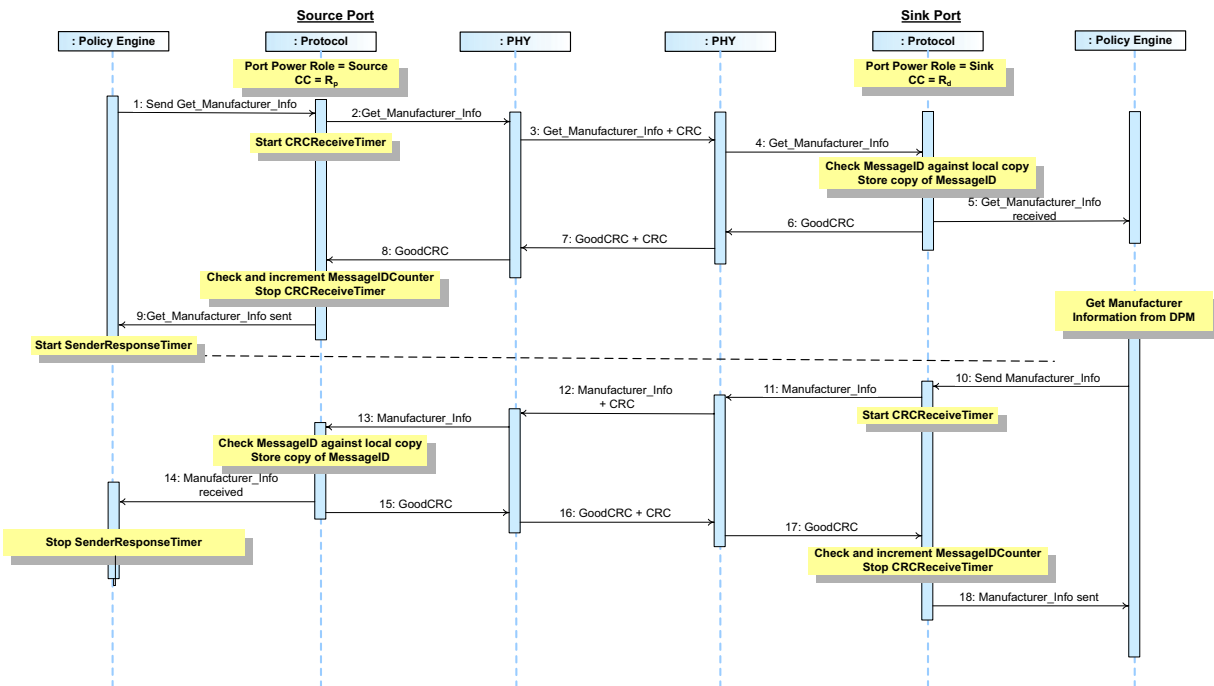 Source Port
Sink Port
: Policy Engine
: Protocol
: PHY
: PHY
: Protocol
: Policy Engine
Port Power Role = Source
CC = Rp
Port Power Role = Sink
CC = Rd
1: Send Get_Manufacturer_Info
2:Get_Manufacturer_Info
Start CRCReceiveTimer
3: Get_Manufacturer_Info + CRC
4: Get_Manufacturer_Info
Check MessageID against local copy
Store copy of MessageID
5: Get_Manufacturer_Info
received
6: GoodCRC
7: GoodCRC + CRC
8: GoodCRC
Check and increment MessageIDCounter
Stop CRCReceiveTimer
9:Get_Manufacturer_Info sent
Get Manufacturer
Information from DPM
Start SenderResponseTimer
10: Send Manufacturer_Info
11: Manufacturer_Info
Start CRCReceiveTimer
12: Manufacturer_Info
+ CRC
13: Manufacturer_Info
Check MessageID against local copy
Store copy of MessageID
14: Manufacturer_Info
received
15: GoodCRC
16: GoodCRC + CRC
17: GoodCRC
Stop SenderResponseTimer
Check and increment MessageIDCounter
Stop CRCReceiveTimer
18: Manufacturer_Info sent